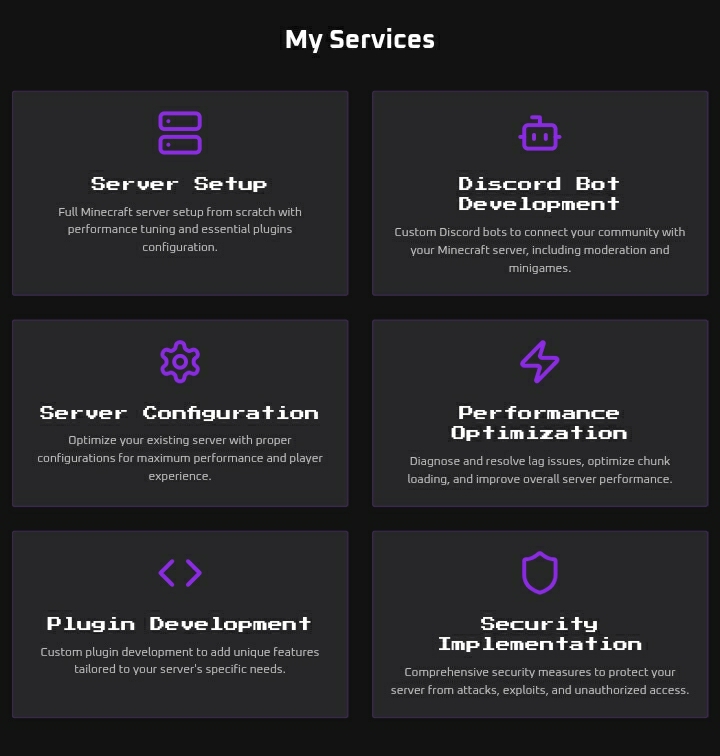 My Services
Server Setup
Full Minecraft server setup from scratch with
performance tuning and essential plugins
configuration.
Discord Bot
Development
Custom Discord bots to connect your community with
your Minecraft server, including moderation and
minigames.
Server Configuration
Optimize your existing server with proper
configurations for maximum performance and player
experience.
Performance
Optimization
Diagnose and resolve lag issues, optimize chunk
loading, and improve overall server performance.
Plugin Development
Custom plugin development to add unique features
tailored to your server's specific needs.
Security
Implementation
Comprehensive security measures to protect your
server from attacks, exploits, and unauthorized access.